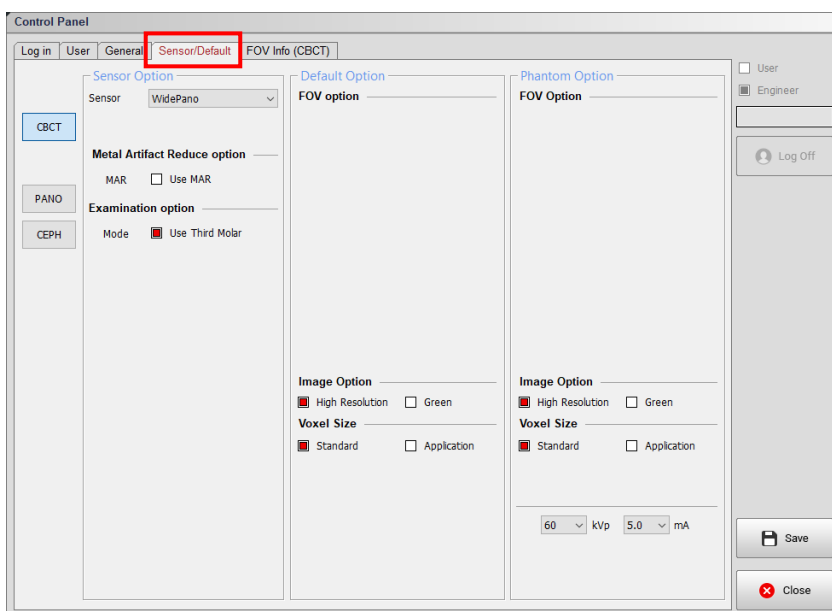 Control Panel
Log in User General Sensor/Default FOV Info (CBCT)
CBCT
PANO
CEPH
Sensor Option
Sensor WidePano
Metal Artifact Reduce option
MAR Use MAR
Examination option
Mode Use Third Molar
Default Option
FOV option
Image Option
High Resolution Green
Voxel Size
Standard Application
Phantom Option
FOV Option
Image Option
High Resolution Green
Voxel Size
Standard Application
60 kVp 5.0 mA
User
Engineer
Log Off
Save
Close